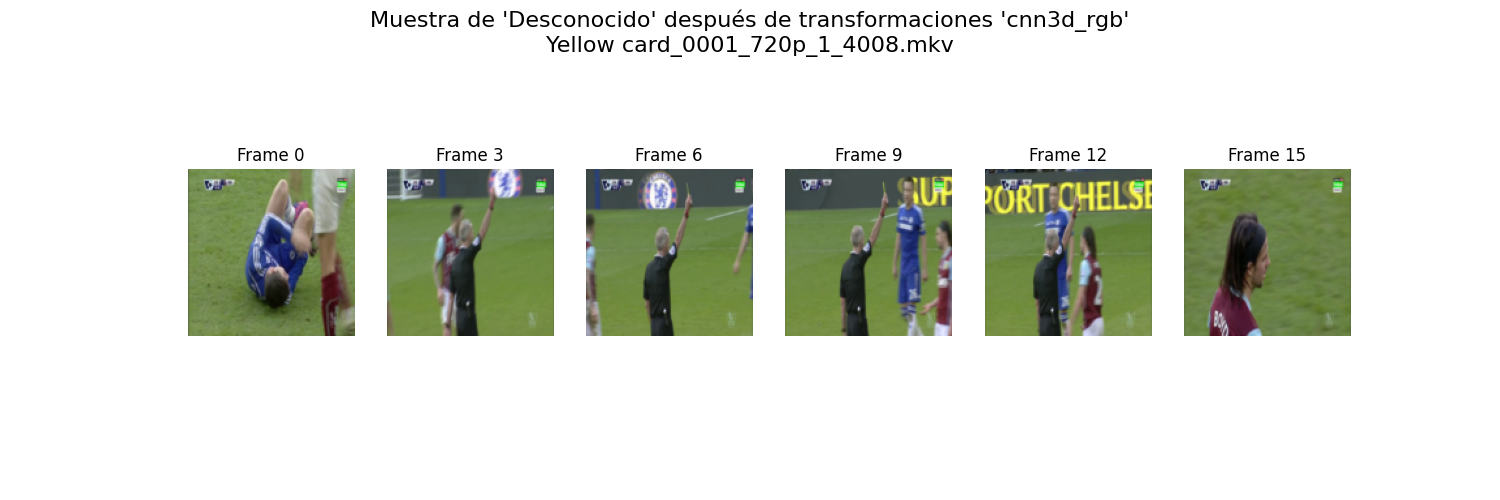 Muestra de 'Desconocido' después de transformaciones 'cnn3d_rgb'
Yellow card_0001_720p_1_4008.mkv
Frame 0
Frame 3
Frame 6
Frame 9
Frame 12
Frame 15
SUP
PORT CHELSE